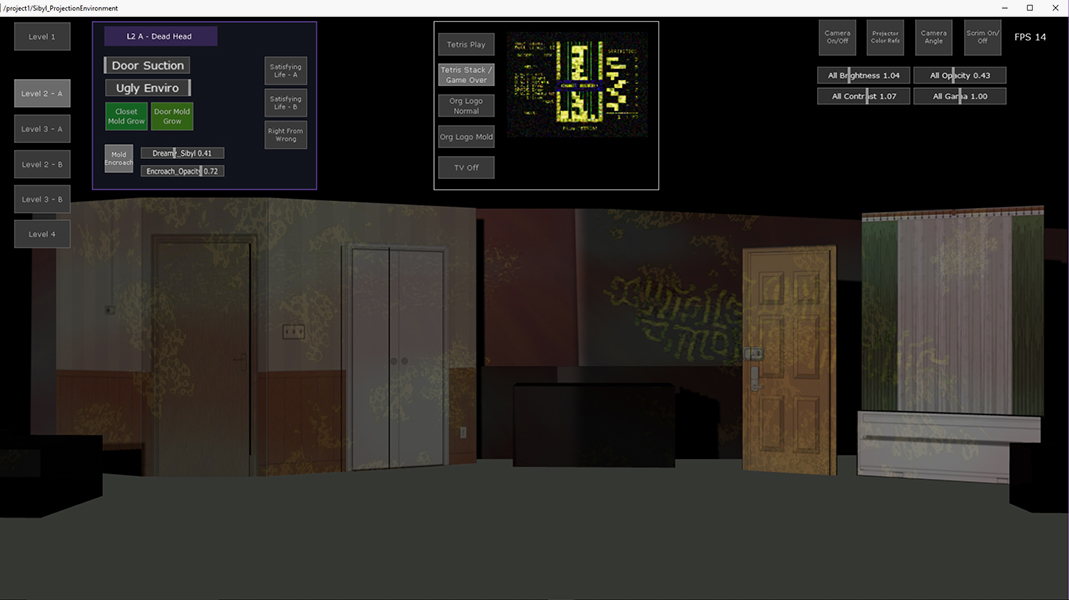 /project1/Sibyl_ProjectionEnvironment
Level 1
Level 2 - A
Level 3 - A
Level 2 - B
Level 3 - B
Level 4
L2 A - Dead Head
Door Suction
Ugly Enviro
Closet
Mold Grow
Door Mold
Grow
Mold
Encroach
Dreamy_Sibyl 0.41
Encroach_Opacity 0.72
Satisfying
Life - A
Satisfying
Life - B
Right From
Wrong
Tetris Play
Tetris Stack /
Game Over
Org Logo
Normal
Org Logo Mold
TV Off
Camera
On/Off
Projector
Color Refs
Camera
Angle
Scrim On/
Off
FPS 14
All Brightness 1.04
All Opacity 0.43
All Contrast 1.07
All Gamma 1.00